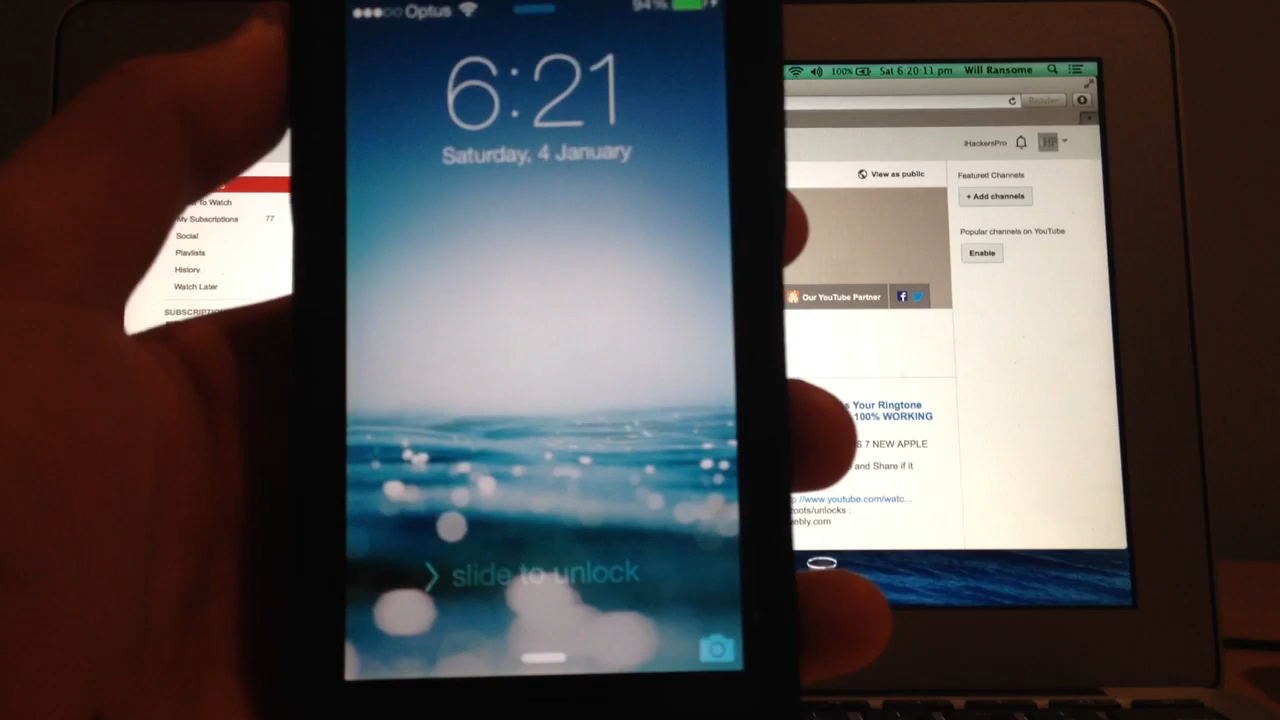 Optus
94%
6:21
Saturday, 4 January
slide to unlock
100%
Sat 6:20:11 pm
Will Ransome
Reader
iHackersPro
View as public
Featured Channels
+ Add channels
Popular channels on YouTube
Enable
Our YouTube Partner
To Watch
My Subscriptions 77
Social
Playlists
History
Watch Later
Your Ringtone
100% WORKING
7 NEW APPLE
and Share if it
://www.youtube.com/watc...
roots/unlocks :